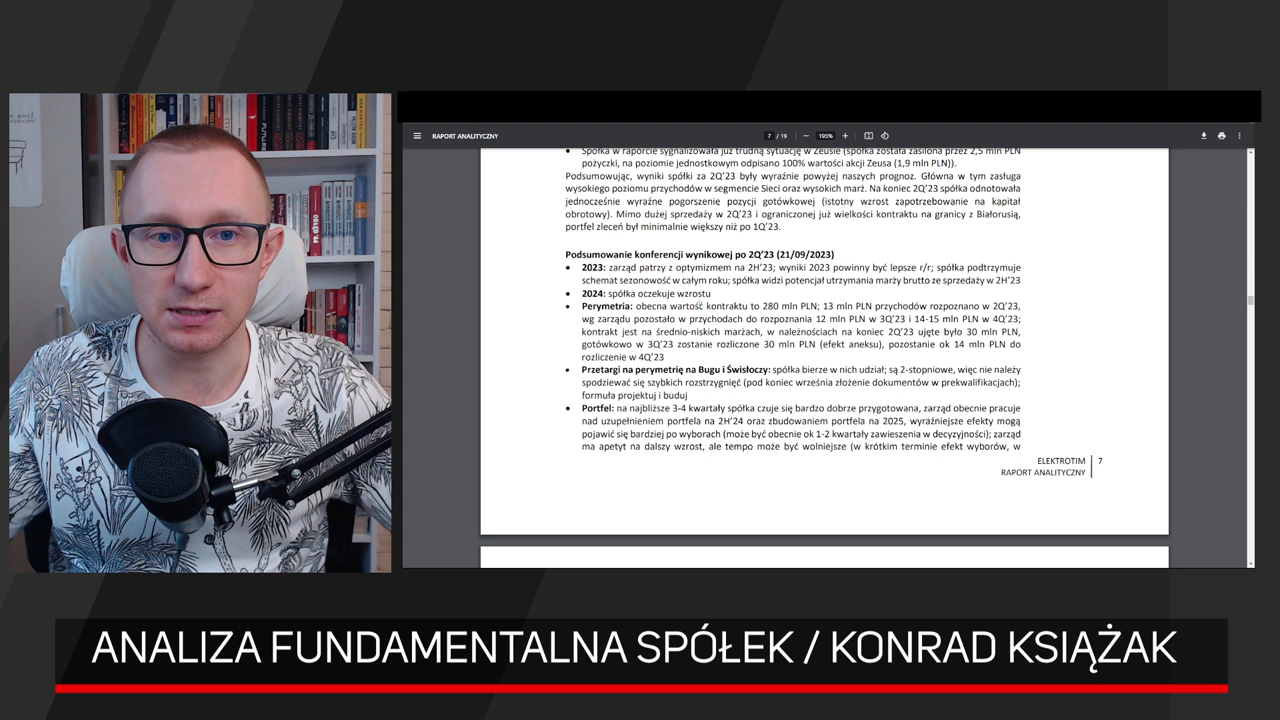 RAPORT ANALITYCZNY
7 / 19
195%
Spółka w raporcie sygnalizowała już trudną sytuację w Zeusie (spółka została zasilona przez 2,5 mln PLN
pożyczki, na poziomie jednostkowym odpisano 100% wartości akcji Zeusa (1,9 mln PLN)).
Podsumowując, wyniki spółki za 2Q'23 były wyraźnie powyżej naszych prognoz. Główna w tym zasługa
wysokiego poziomu przychodów w segmencie Sieci oraz wysokich marż. Na koniec 2Q'23 spółka odnotowała
jednocześnie wyraźne pogorszenie pozycji gotówkowej (istotny wzrost zapotrzebowanie na kapitał
obrotowy). Mimo dużej sprzedaży w 2Q'23 i ograniczonej już wielkości kontraktu na granicy z Białorusią,
portfel zleceń był minimalnie większy niż po 1Q'23.
Podsumowanie konferencji wynikowej po 2Q'23 (21/09/2023)
• 2023: zarząd patrzy z optymizmem na 2H'23; wyniki 2023 powinny być lepsze r/r; spółka podtrzymuje
schemat sezonowość w całym roku; spółka widzi potencjał utrzymania marży brutto ze sprzedaży w 2H'23
• 2024: spółka oczekuje wzrostu
• Perymetria: obecna wartość kontraktu to 280 mln PLN; 13 mln PLN przychodów rozpoznano w 2Q'23,
wg zarządu pozostało w przychodach do rozpoznania 12 mln PLN w 3Q'23 i 14-15 mln PLN w 4Q'23;
kontrakt jest na średnio-niskich marżach, w należnościach na koniec 2Q'23 ujęte było 30 mln PLN,
gotówkowo w 3Q'23 zostanie rozliczone 30 mln PLN (efekt aneksu), pozostanie ok 14 mln PLN do
rozliczenie w 4Q'23
• Przetargi na perymetrię na Bugu i Świsłoczy: spółka bierze w nich udział; są 2-stopniowe, więc nie należy
spodziewać się szybkich rozstrzygnięć (pod koniec września złożenie dokumentów w prekwalifikacjach);
formuła projektuj i buduj
• Portfel: na najbliższe 3-4 kwartały spółka czuje się bardzo dobrze przygotowana, zarząd obecnie pracuje
nad uzupełnieniem portfela na 2H'24 oraz zbudowaniem portfela na 2025, wyraźniejsze efekty mogą
pojawić się bardziej po wyborach (może być obecnie ok 1-2 kwartały zawieszenia w decyzyjności); zarząd
ma apetyt na dalszy wzrost, ale tempo może być wolniejsze (w krótkim terminie efekt wyborów, w
ELEKTROTIM
RAPORT ANALITYCZNY
7
ANALIZA FUNDAMENTALNA SPÓŁEK / KONRAD KSIĄŻAK